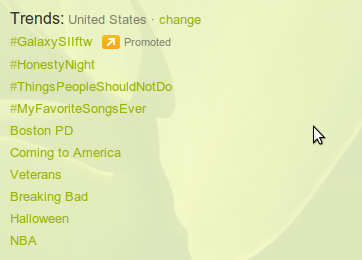 Trends: United States · change
#GalaxySIIftw Promoted
#HonestyNight
#ThingsPeopleShouldNotDo
#MyFavoriteSongsEver
Boston PD
Coming to America
Veterans
Breaking Bad
Halloween
NBA